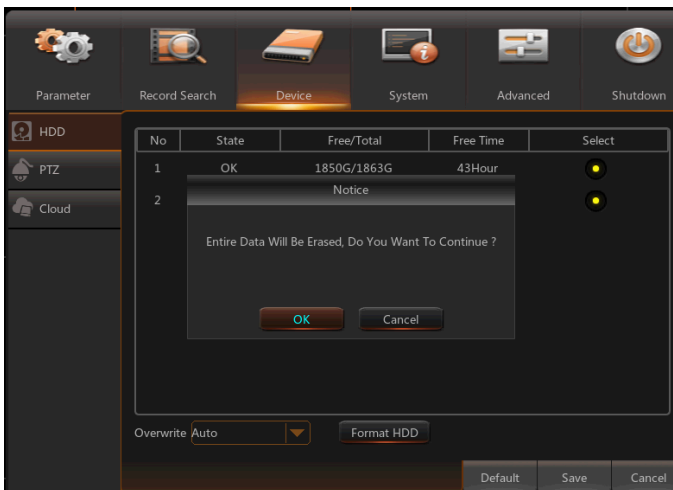 Parameter Record Search Device System Advanced Shutdown
HDD
PTZ
Cloud
No State Free/Total Free Time Select
1 OK 1850G/1863G 43Hour
2
Notice
Entire Data Will Be Erased, Do You Want To Continue ?
OK Cancel
Overwrite Auto Format HDD
Default Save Cancel